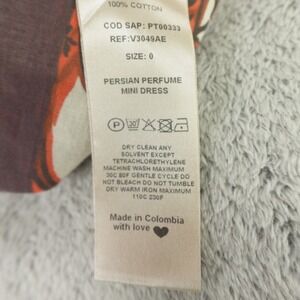 100% COTTON
COD SAP: PT00333
REF:V3049AE
SIZE: 0
PERSIAN PERFUME
MINI DRESS
DRY CLEAN ANY
SOLVENT EXCEPT
TETRACHLORETHYLENE
MACHINE WASH MAXIMUM
30C 80F GENTLE CYCLE DO
NOT BLEACH DO NOT TUMBLE
DRY WARM IRON MAXIMUM
110C 230F
Made in Colombia
with love